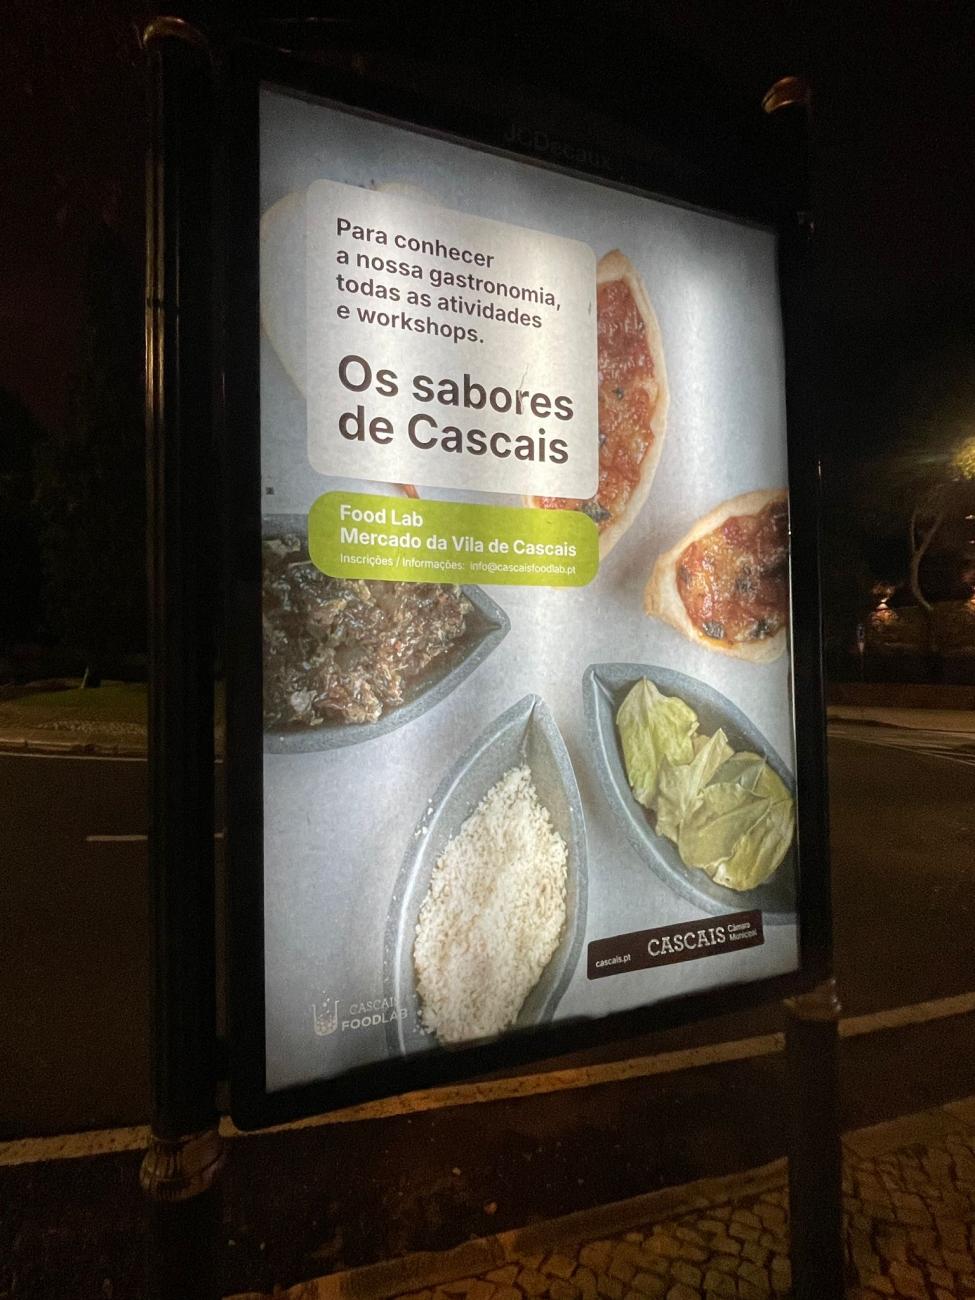 JCDecaux
Para conhecer
a nossa gastronomia,
todas as atividades
e workshops.
Os sabores
de Cascais
Food Lab
Mercado da Vila de Cascais
Inscrições / Informações: info@cascaisfoodlab.pt
cascais.pt CASCAIS Câmara
Municipal
CASCAIS
FOODLAB